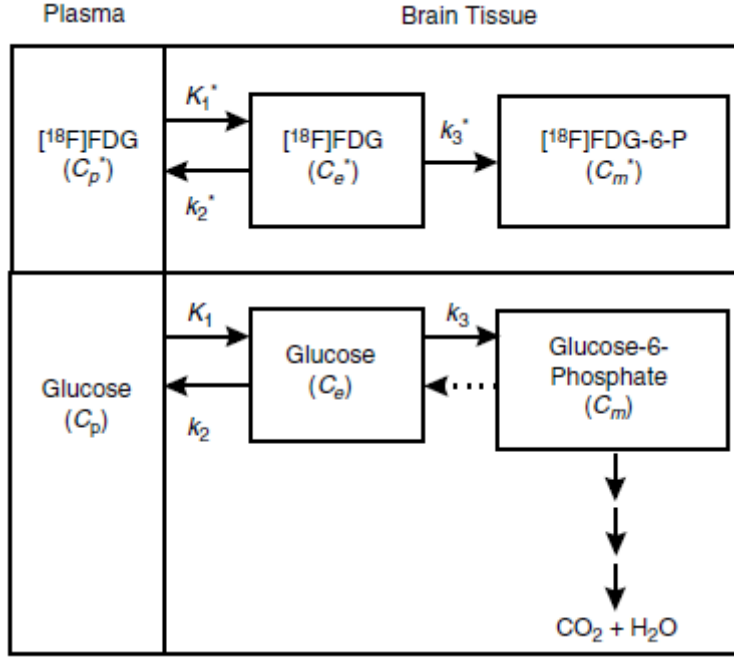 Plasma
Brain Tissue
[¹⁸F]FDG
(Cₚ*)
K₁*
k₂*
[¹⁸F]FDG
(Cₑ*)
k₃*
[¹⁸F]FDG-6-P
(Cₘ*)
Glucose
(Cₚ)
K₁
k₂
Glucose
(Cₑ)
k₃
Glucose-6-
Phosphate
(Cₘ)
CO₂ + H₂O